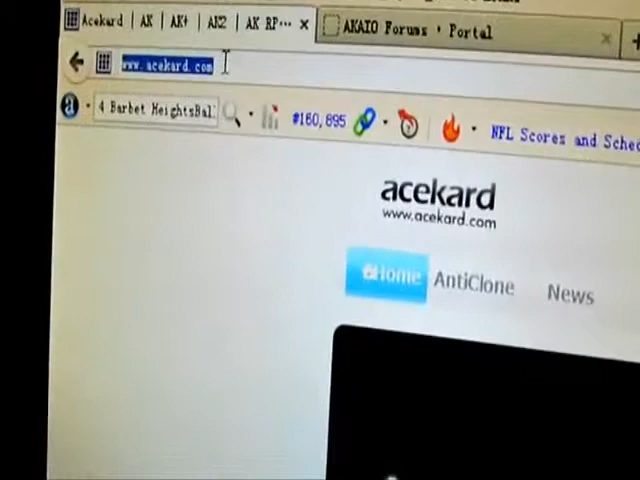 Acekard | AK | AK+ | AK2 | AK RP...
AKAIO Forums • Portal
www.acekard.com
4 Barbet HeightsBal
#160,895
NFL Scores and Sche
acekard
www.acekard.com
Home
AntiClone
News